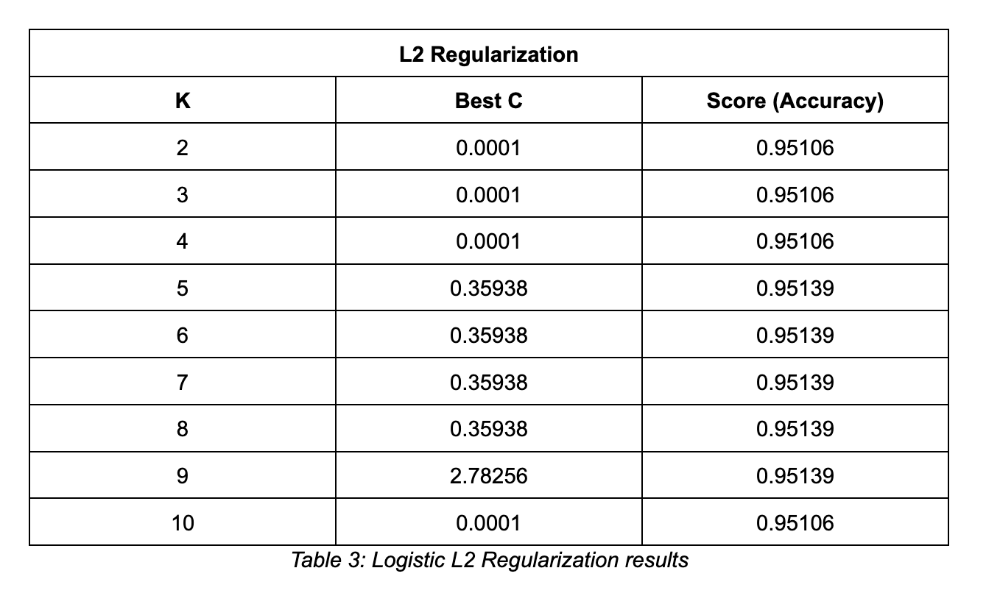 L2 Regularization
K Best C Score (Accuracy)
2 0.0001 0.95106
3 0.0001 0.95106
4 0.0001 0.95106
5 0.35938 0.95139
6 0.35938 0.95139
7 0.35938 0.95139
8 0.35938 0.95139
9 2.78256 0.95139
10 0.0001 0.95106
Table 3: Logistic L2 Regularization results